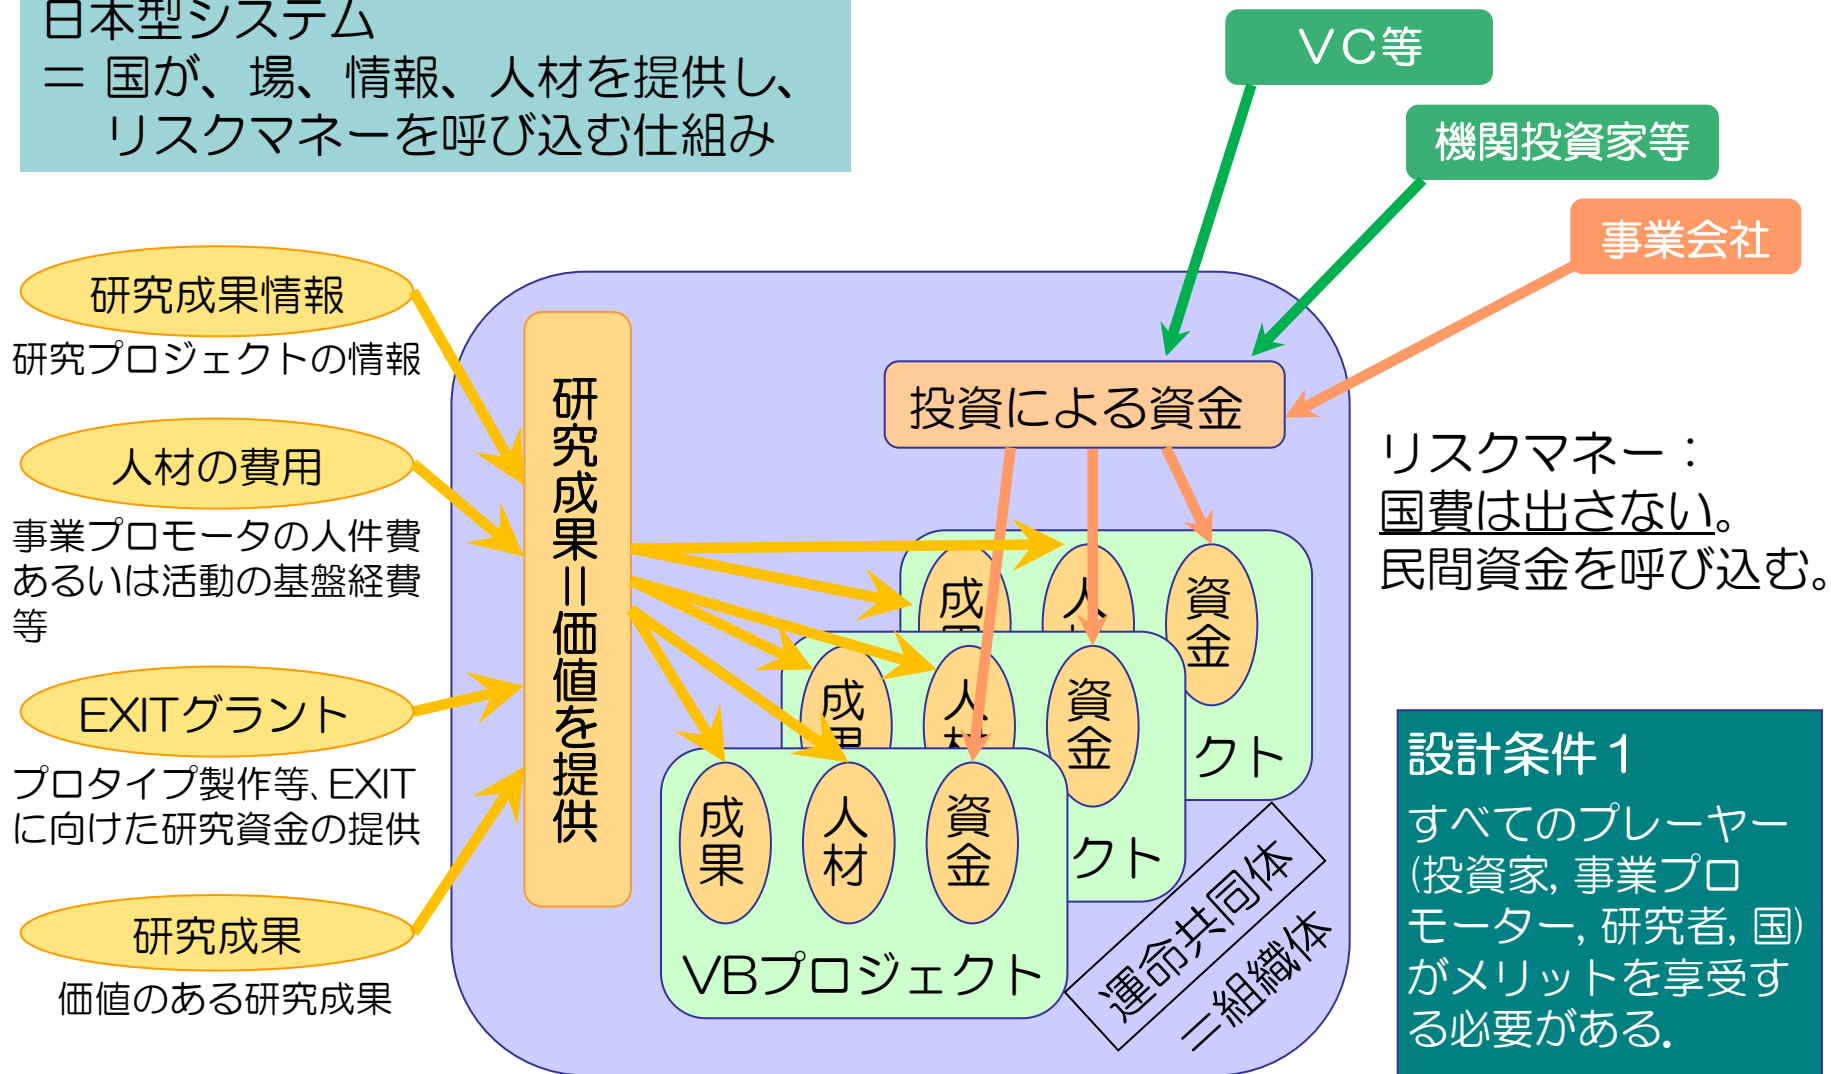 日本型システム
＝ 国が、場、情報、人材を提供し、
リスクマネーを呼び込む仕組み
ＶＣ等
機関投資家等
事業会社
研究成果情報
研究プロジェクトの情報
人材の費用
事業プロモータの人件費
あるいは活動の基盤経費
等
EXITグラント
プロタイプ製作等、EXIT
に向けた研究資金の提供
研究成果
価値のある研究成果
研究成果＝価値を提供
投資による資金
リスクマネー：
国費は出さない。
民間資金を呼び込む。
成
人
資金
クト
成
人
資金
クト
成果
人材
資金
VBプロジェクト
運命共同体
＝組織体
設計条件１
すべてのプレーヤー
(投資家, 事業プロ
モーター, 研究者, 国)
がメリットを享受す
る必要がある.